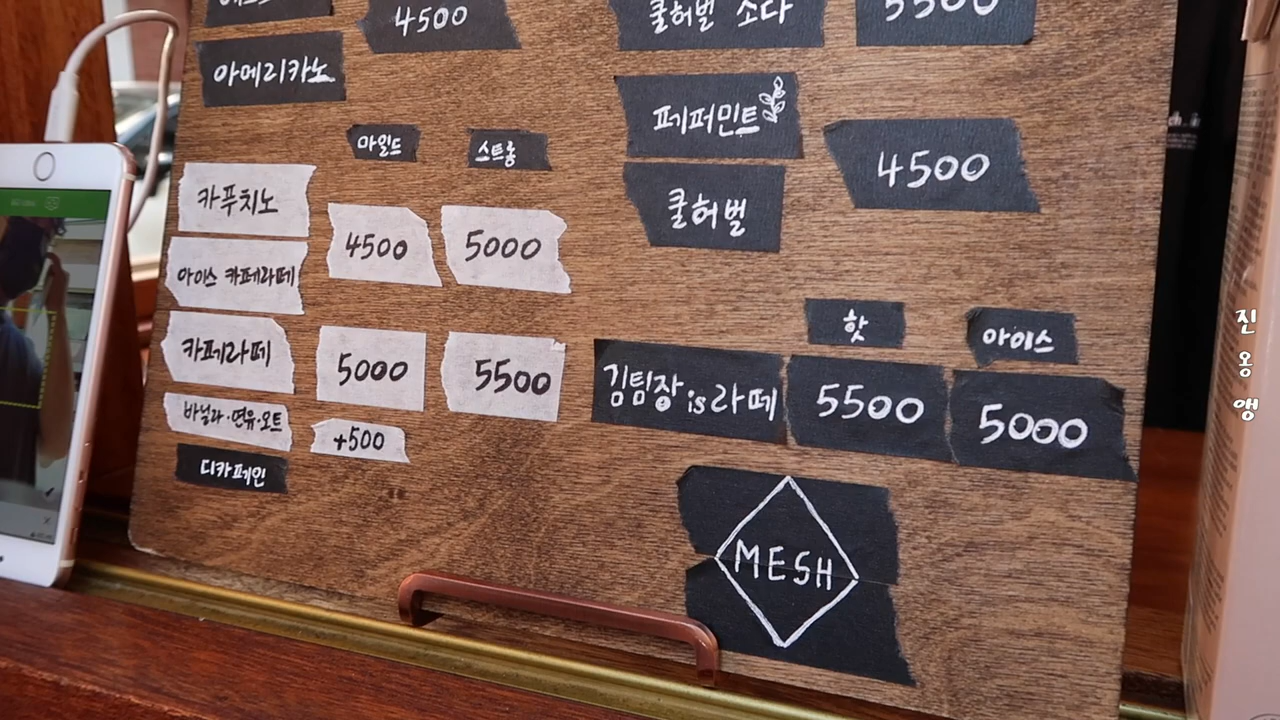 4500
아메리카노
마일드 스트롱
카푸치노
4500 5000
아이스 카페라떼
카페라떼
5000 5500
바닐라·연유·오트
+500
디카페인
쿨허벌 소다
5500
페퍼민트
4500
쿨허벌
핫 아이스
김팀장 is 라떼 5500 5000
MESH
진
옹
앵